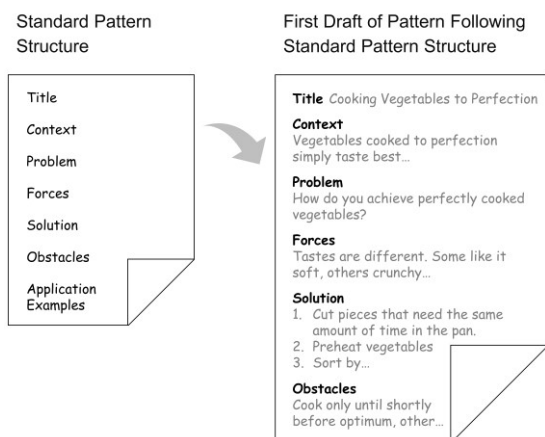 Standard Pattern
Structure
Title
Context
Problem
Forces
Solution
Obstacles
Application
Examples
First Draft of Pattern Following
Standard Pattern Structure
Title Cooking Vegetables to Perfection
Context
Vegetables cooked to perfection
simply taste best...
Problem
How do you achieve perfectly cooked
vegetables?
Forces
Tastes are different. Some like it
soft, others crunchy...
Solution
1. Cut pieces that need the same
amount of time in the pan.
2. Preheat vegetables
3. Sort by...
Obstacles
Cook only until shortly
before optimum, other...